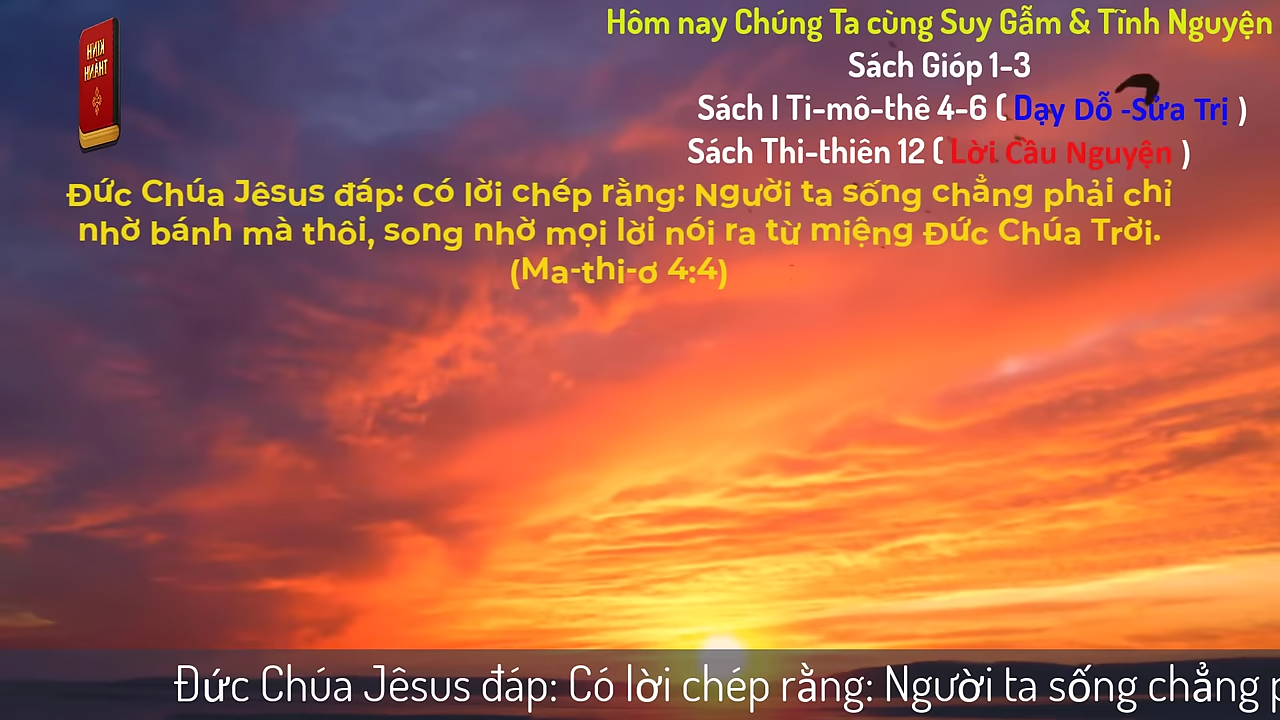 Hôm nay Chúng Ta cùng Suy Gẫm & Tĩnh Nguyện
Sách Gióp 1-3
Sách I Ti-mô-thê 4-6 ( Dạy Dỗ -Sửa Trị )
Sách Thi-thiên 12 ( Lời Cầu Nguyện )
KINH
THANH
Đức Chúa Jêsus đáp: Có lời chép rằng: Người ta sống chẳng phải chỉ
nhờ bánh mà thôi, song nhờ mọi lời nói ra từ miệng Đức Chúa Trời.
(Ma-thi-ơ 4:4)
Đức Chúa Jêsus đáp: Có lời chép rằng: Người ta sống chẳng